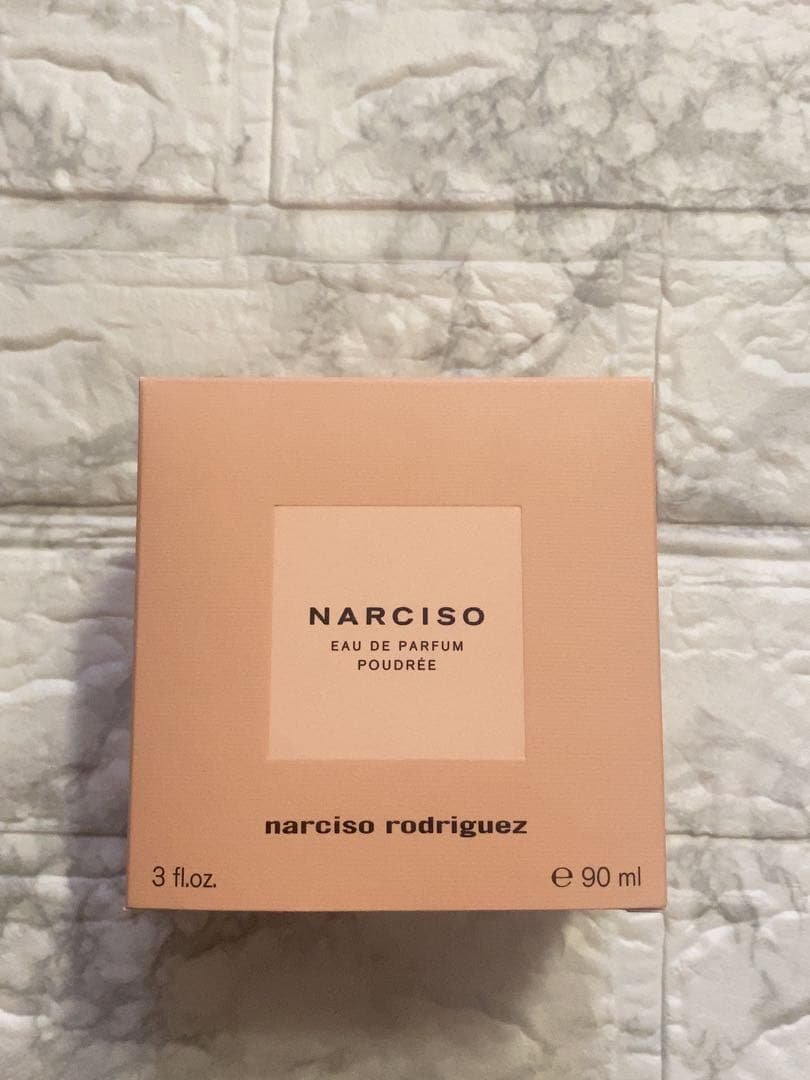 NARCISO
EAU DE PARFUM
POUDRÉE
narciso rodriguez
3 fl.oz. ℮ 90 ml